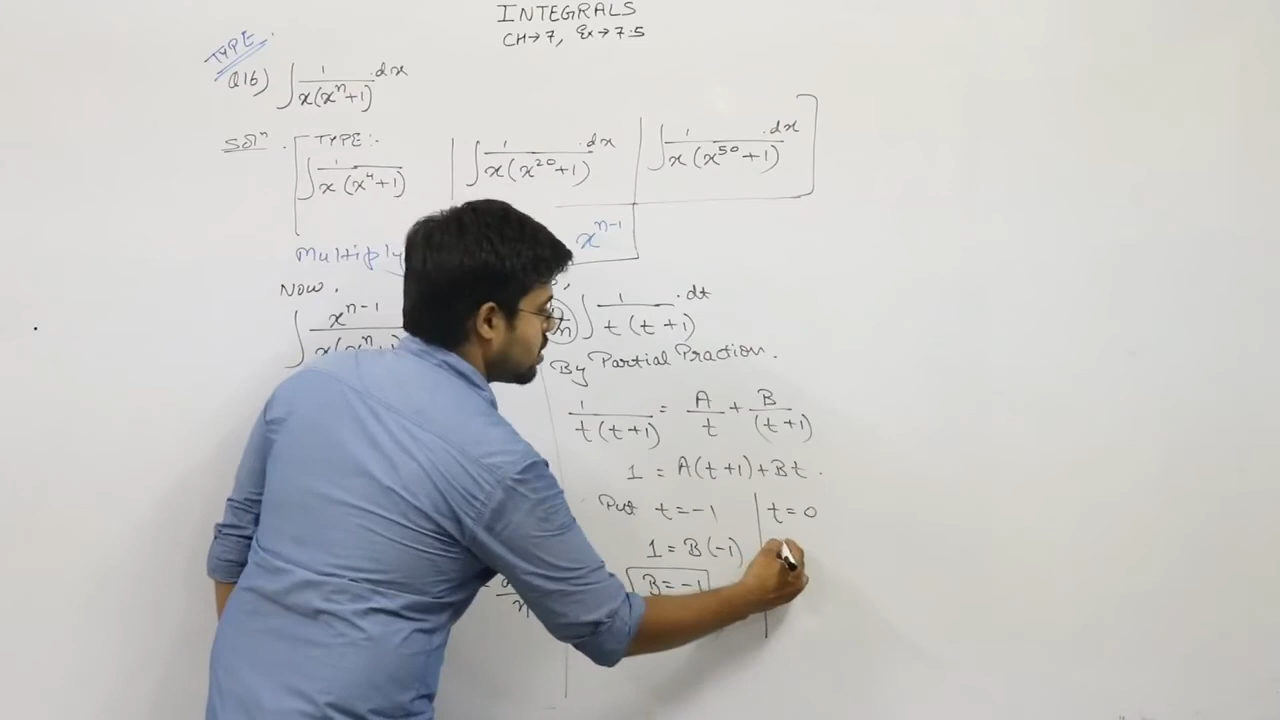 INTEGRALS
CH→7, Ex→7.5
TYPE
Q16) ∫ 1/x(xⁿ+1) .dx
Solⁿ. TYPE:-
∫ 1/x(x⁴+1) | ∫ 1/x(x²⁰+1) .dx | ∫ 1/x(x⁵⁰+1) .dx
Multiply xⁿ⁻¹
Now,
∫ xⁿ⁻¹/x(xⁿ+1)
∫ 1/t(t+1) .dt
By Partial Fraction.
1/t(t+1) = A/t + B/(t+1)
1 = A(t+1)+Bt.
Put t=-1 | t=0
1=B(-1)
B=-1